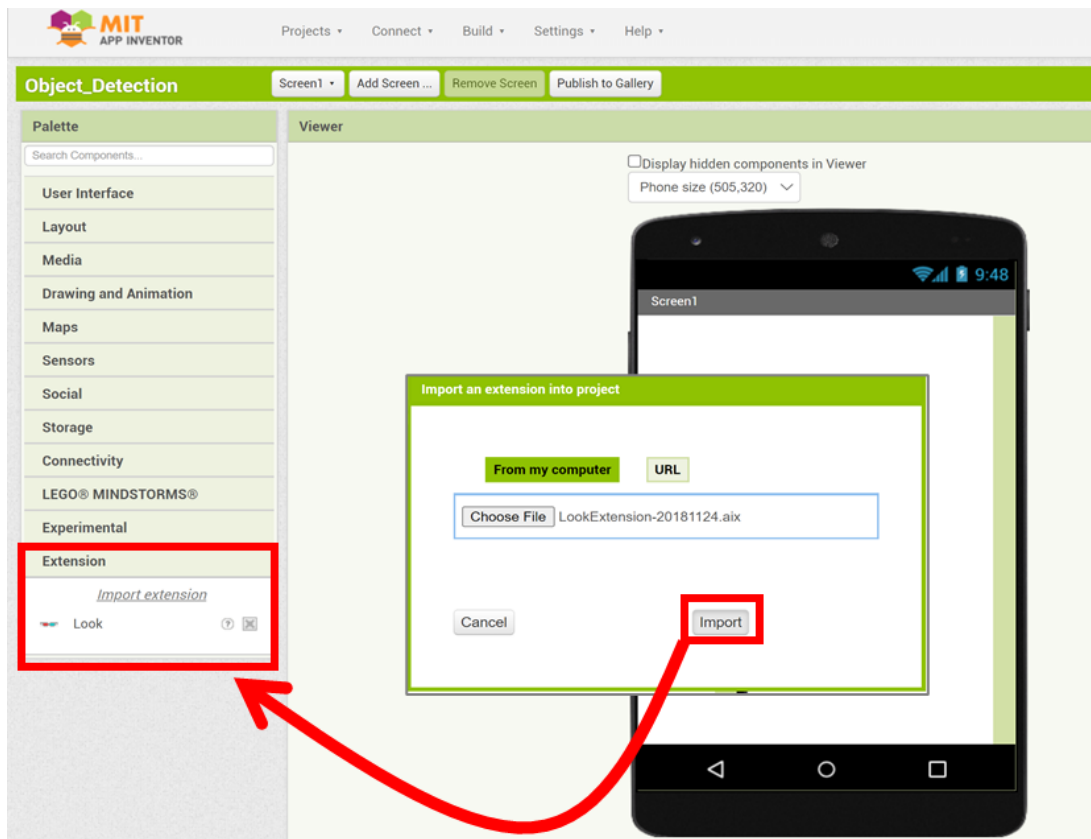 MIT
APP INVENTOR
Projects
Connect
Build
Settings
Help
Object_Detection
Screen1
Add Screen ...
Remove Screen
Publish to Gallery
Palette
Viewer
Search Components...
Display hidden components in Viewer
Phone size (505,320)
User Interface
Layout
Media
Drawing and Animation
Maps
Sensors
Social
Storage
Connectivity
LEGO® MINDSTORMS®
Experimental
Extension
Import extension
Look
?
9:48
Screen1
Import an extension into project
From my computer
URL
Choose File LookExtension-20181124.aix
Cancel
Import